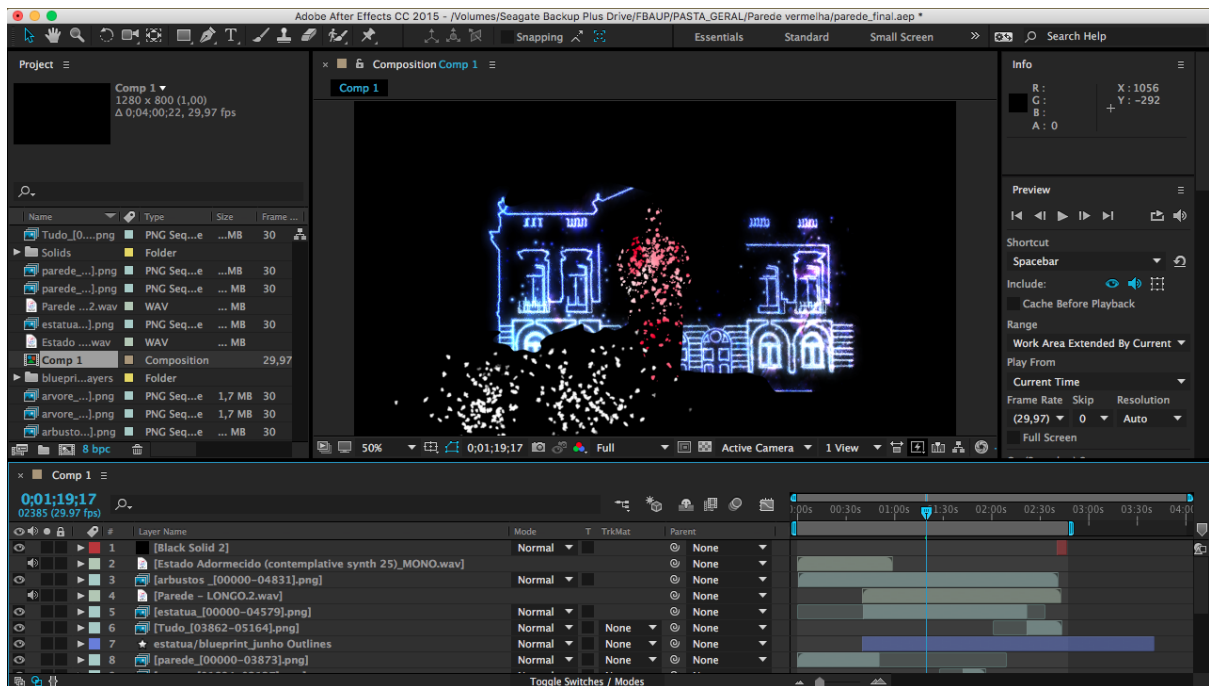 Adobe After Effects CC 2015 - /Volumes/Seagate Backup Plus Drive/FBAUP/PASTA_GERAL/Parede vermelha/parede_final.aep *
Snapping
Essentials
Standard
Small Screen
Search Help
Project
Comp 1
1280 x 800 (1,00)
Δ 0;04;00;22, 29,97 fps
Name Type Size Frame ...
Tudo_[0....png PNG Seq...e ...MB 30
Solids Folder
parede_...].png PNG Seq...e ...MB 30
parede_...].png PNG Seq...e ... MB 30
Parede ...2.wav WAV ... MB
estatua...].png PNG Seq...e ... MB 30
Estado ....wav WAV ... MB
Comp 1 Composition 29,97
bluepri...ayers Folder
arvore_...].png PNG Seq...e 1,7 MB 30
arvore_...].png PNG Seq...e 1,7 MB 30
arbusto...].png PNG Seq...e ... MB 30
8 bpc
Composition Comp 1
Comp 1
50% 0;01;19;17 Full Active Camera 1 View
Info
R : X : 1056
G : Y : -292
B :
A : 0
Preview
Shortcut
Spacebar
Include:
Cache Before Playback
Range
Work Area Extended By Current
Play From
Current Time
Frame Rate Skip Resolution
(29,97) 0 Auto
Full Screen
Comp 1
0;01;19;17
02385 (29.97 fps)
00:30s 01:00s 1:30s 02:00s 02:30s 03:00s 03:30s
# Layer Name Mode T TrkMat Parent
1 [Black Solid 2] Normal None
2 [Estado Adormecido (contemplative synth 25)_MONO.wav] None
3 [arbustos _[00000-04831].png] Normal None
4 [Parede - LONGO.2.wav] None
5 [estatua_[00000-04579].png] Normal None
6 [Tudo_[03862-05164].png] Normal None None
7 estatua/blueprint_junho Outlines Normal None None
8 [parede_[00000-03873].png] Normal None None
Toggle Switches / Modes